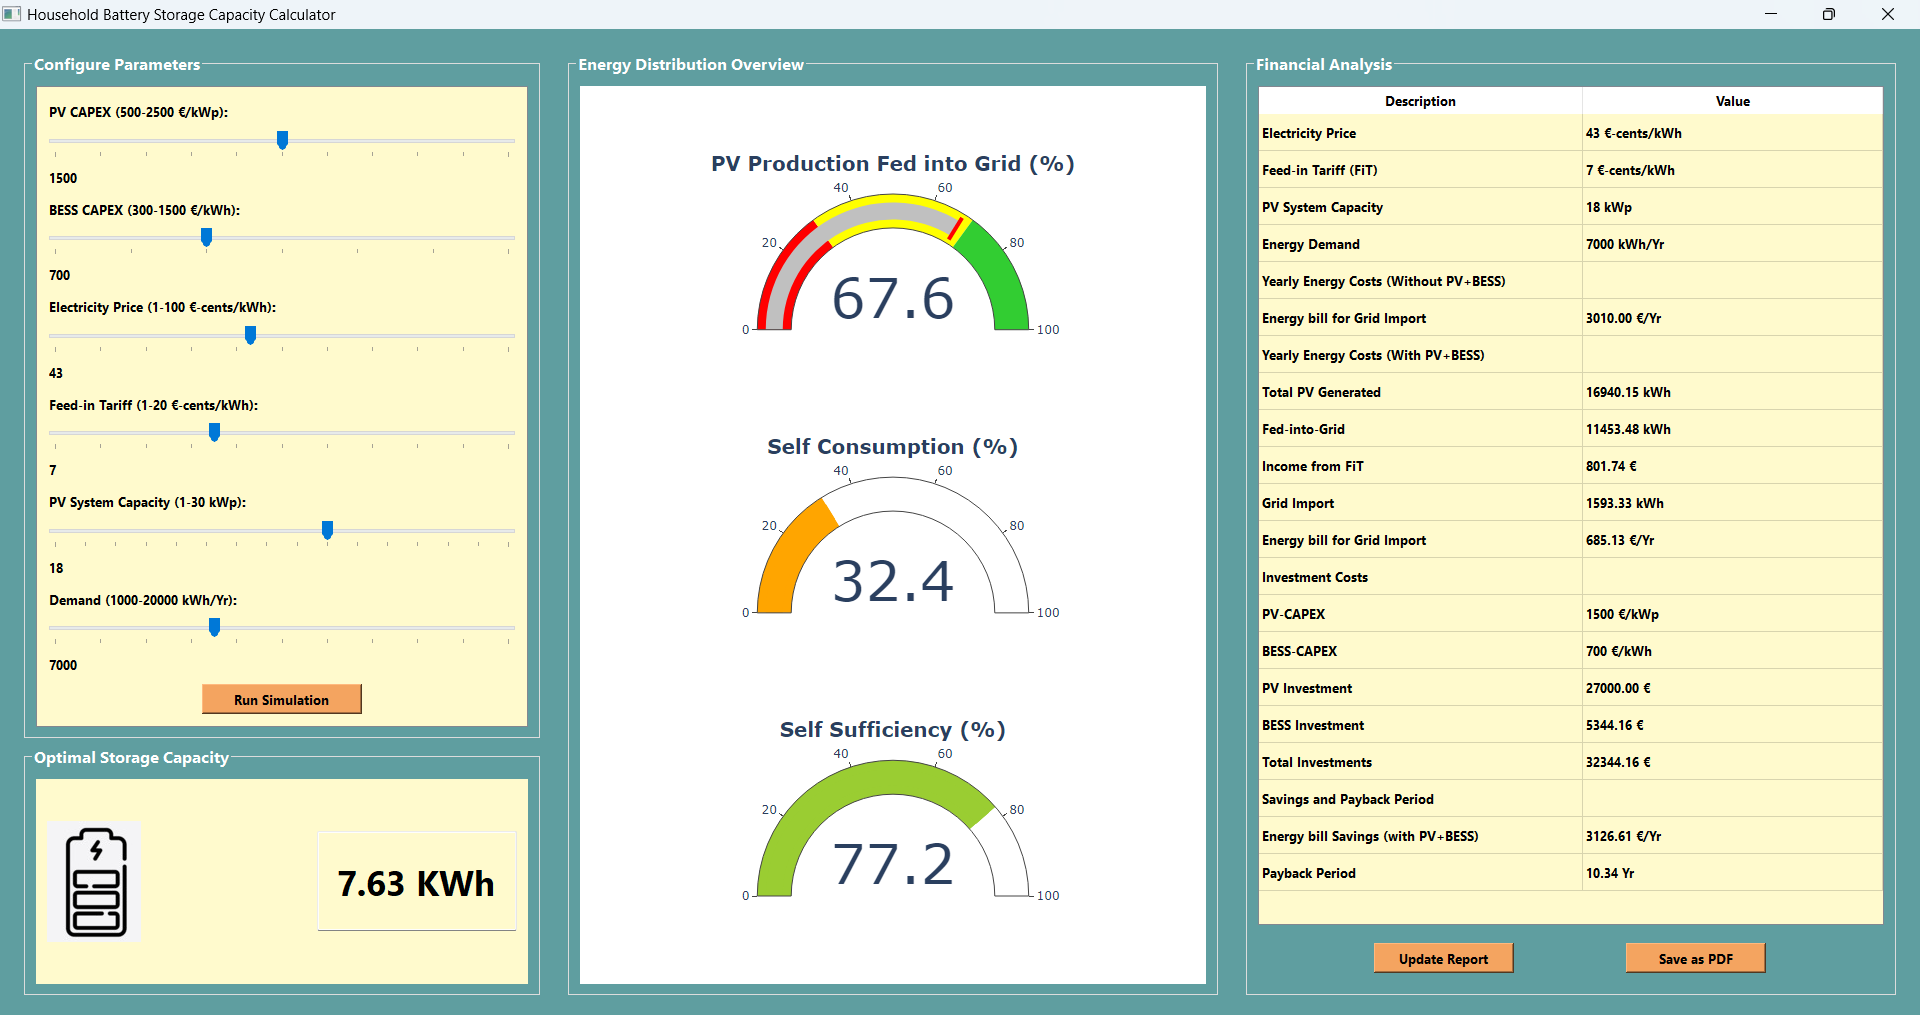 Household Battery Storage Capacity Calculator
Configure Parameters
PV CAPEX (500-2500 €/kWp):
1500
BESS CAPEX (300-1500 €/kWh):
700
Electricity Price (1-100 €-cents/kWh):
43
Feed-in Tariff (1-20 €-cents/kWh):
7
PV System Capacity (1-30 kWp):
18
Demand (1000-20000 kWh/Yr):
7000
Run Simulation
Optimal Storage Capacity
7.63 KWh
Energy Distribution Overview
PV Production Fed into Grid (%)
0 20 40 60 80 100
67.6
Self Consumption (%)
0 20 40 60 80 100
32.4
Self Sufficiency (%)
0 20 40 60 80 100
77.2
Financial Analysis
Description Value
Electricity Price 43 €-cents/kWh
Feed-in Tariff (FiT) 7 €-cents/kWh
PV System Capacity 18 kWp
Energy Demand 7000 kWh/Yr
Yearly Energy Costs (Without PV+BESS)
Energy bill for Grid Import 3010.00 €/Yr
Yearly Energy Costs (With PV+BESS)
Total PV Generated 16940.15 kWh
Fed-into-Grid 11453.48 kWh
Income from FiT 801.74 €
Grid Import 1593.33 kWh
Energy bill for Grid Import 685.13 €/Yr
Investment Costs
PV-CAPEX 1500 €/kWp
BESS-CAPEX 700 €/kWh
PV Investment 27000.00 €
BESS Investment 5344.16 €
Total Investments 32344.16 €
Savings and Payback Period
Energy bill Savings (with PV+BESS) 3126.61 €/Yr
Payback Period 10.34 Yr
Update Report
Save as PDF